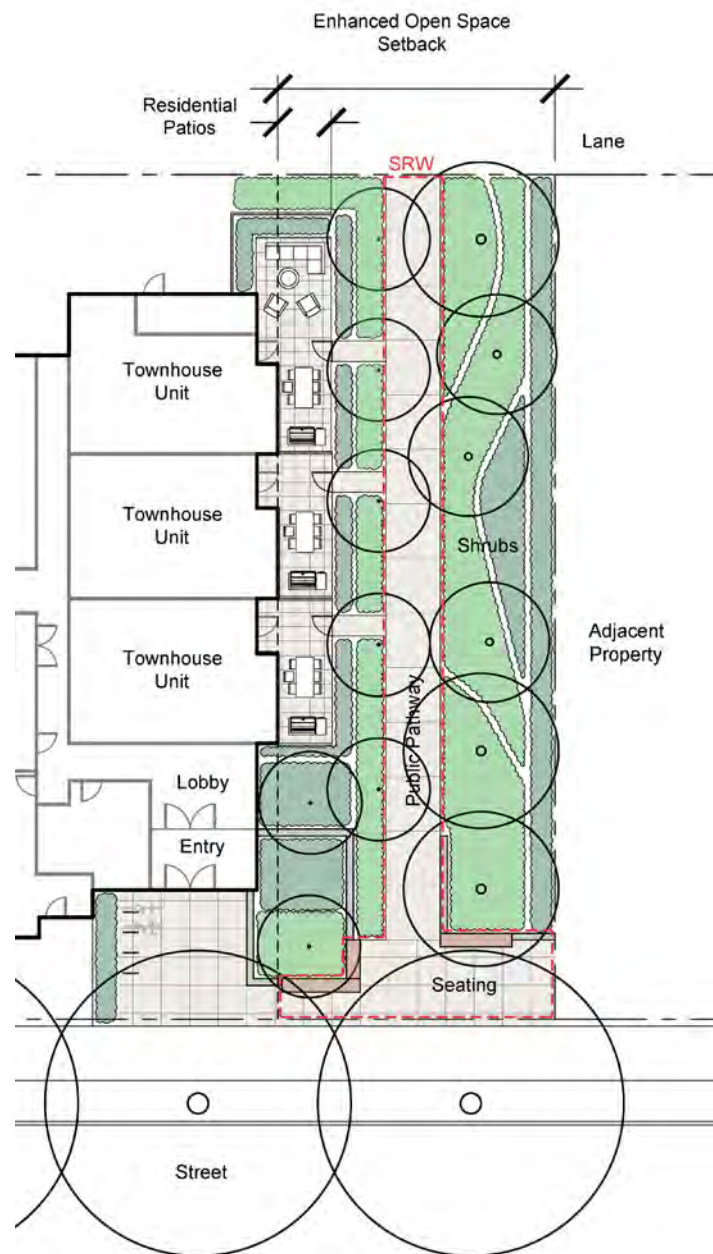 Enhanced Open Space
Setback
Residential
Patios
Lane
SRW
Townhouse
Unit
Townhouse
Unit
Shrubs
Townhouse
Unit
Adjacent
Property
Public Pathway
Lobby
Entry
Seating
Street